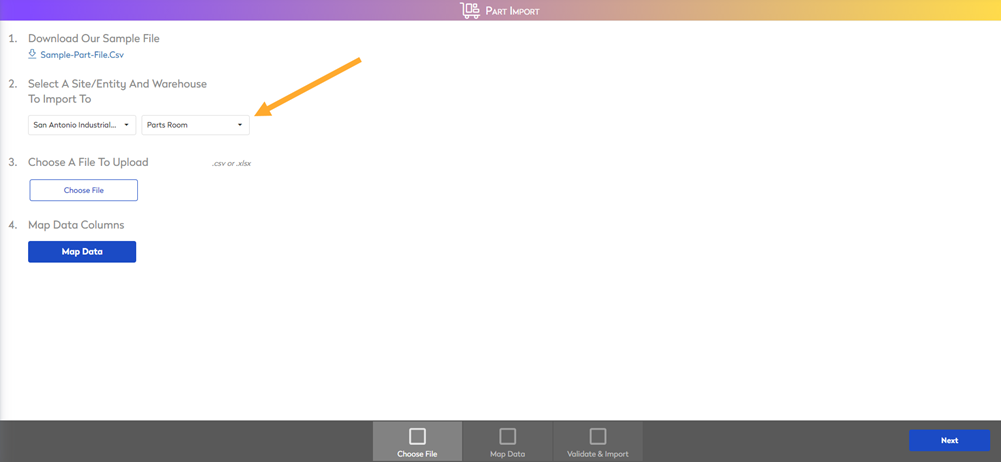 Part Import
1. Download Our Sample File
Sample-Part-File.Csv
2. Select A Site/Entity And Warehouse
To Import To
San Antonio Industrial... Parts Room
3. Choose A File To Upload .csv or .xlsx
Choose File
4. Map Data Columns
Map Data
Choose File Map Data Validate & Import Next